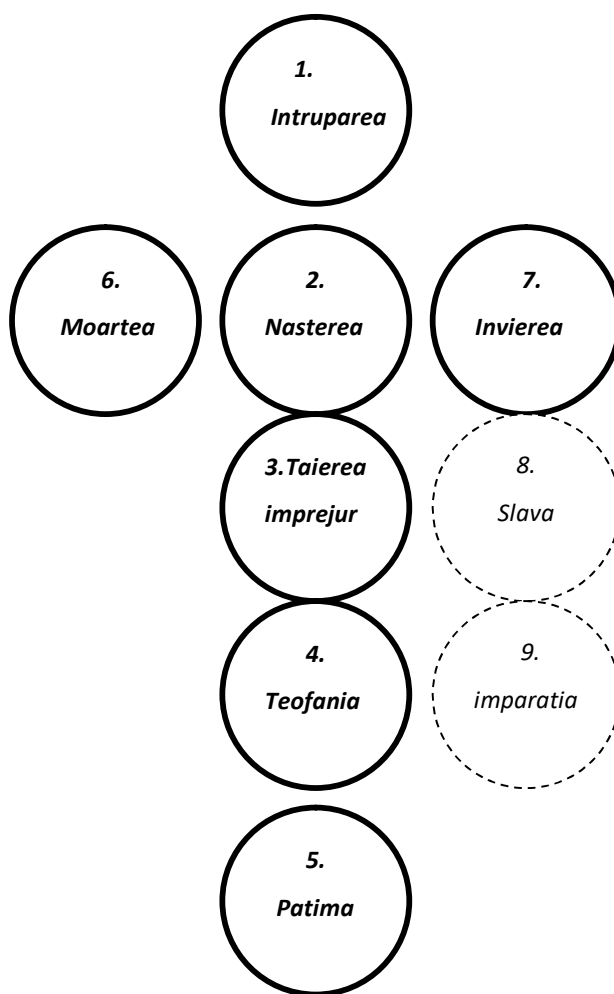 1.
Intruparea
6.
Moartea
2.
Nasterea
7.
Invierea
3.Taierea
imprejur
8.
Slava
4.
Teofania
9.
imparatia
5.
Patima